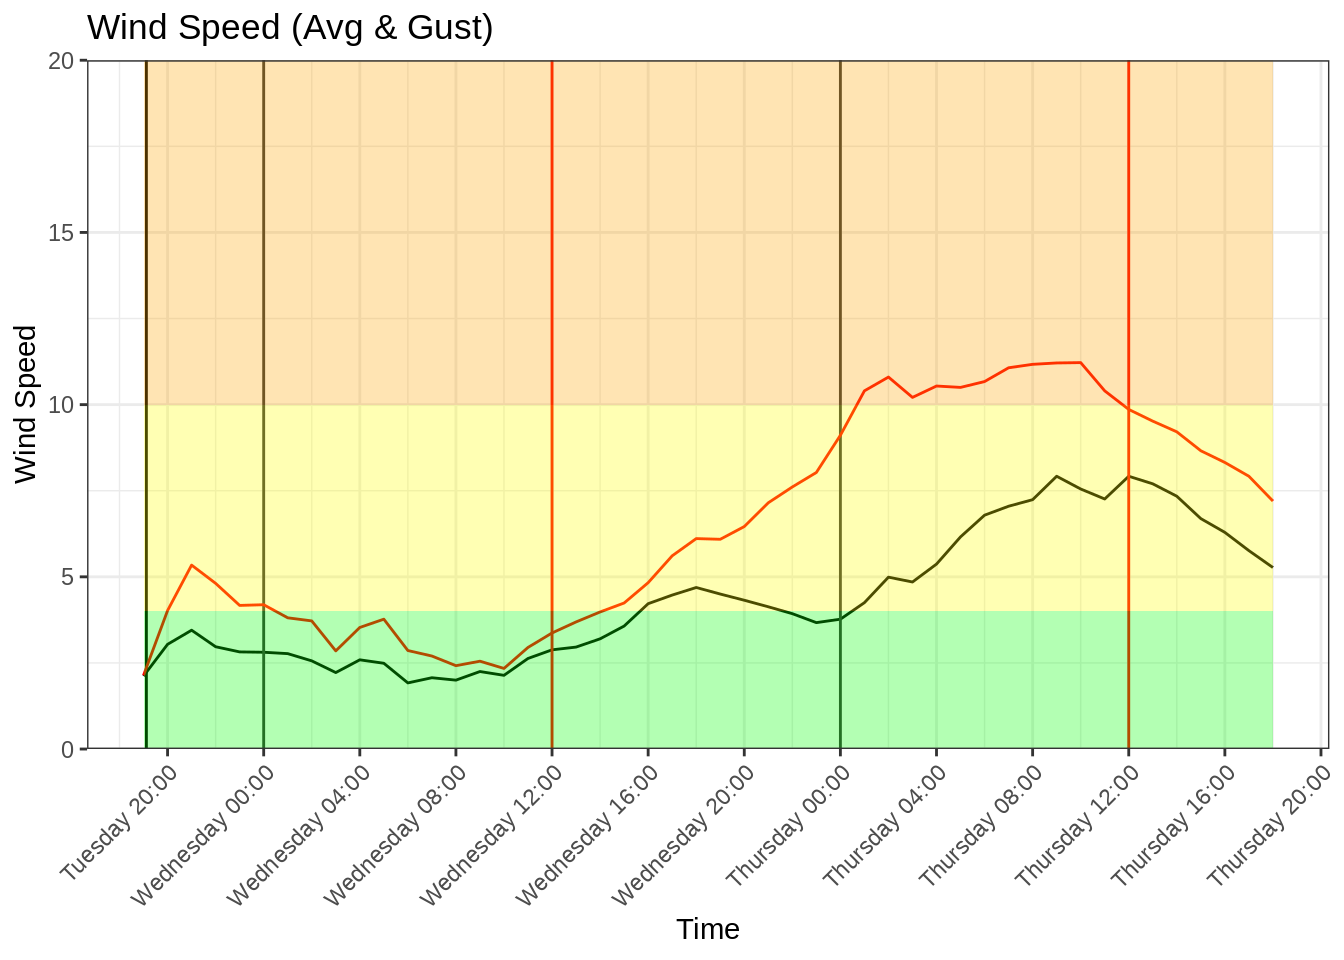 Wind Speed (Avg & Gust)
20
15
10
5
0
Wind Speed
Tuesday 20:00
Wednesday 00:00
Wednesday 04:00
Wednesday 08:00
Wednesday 12:00
Wednesday 16:00
Wednesday 20:00
Thursday 00:00
Thursday 04:00
Thursday 08:00
Thursday 12:00
Thursday 16:00
Thursday 20:00
Time